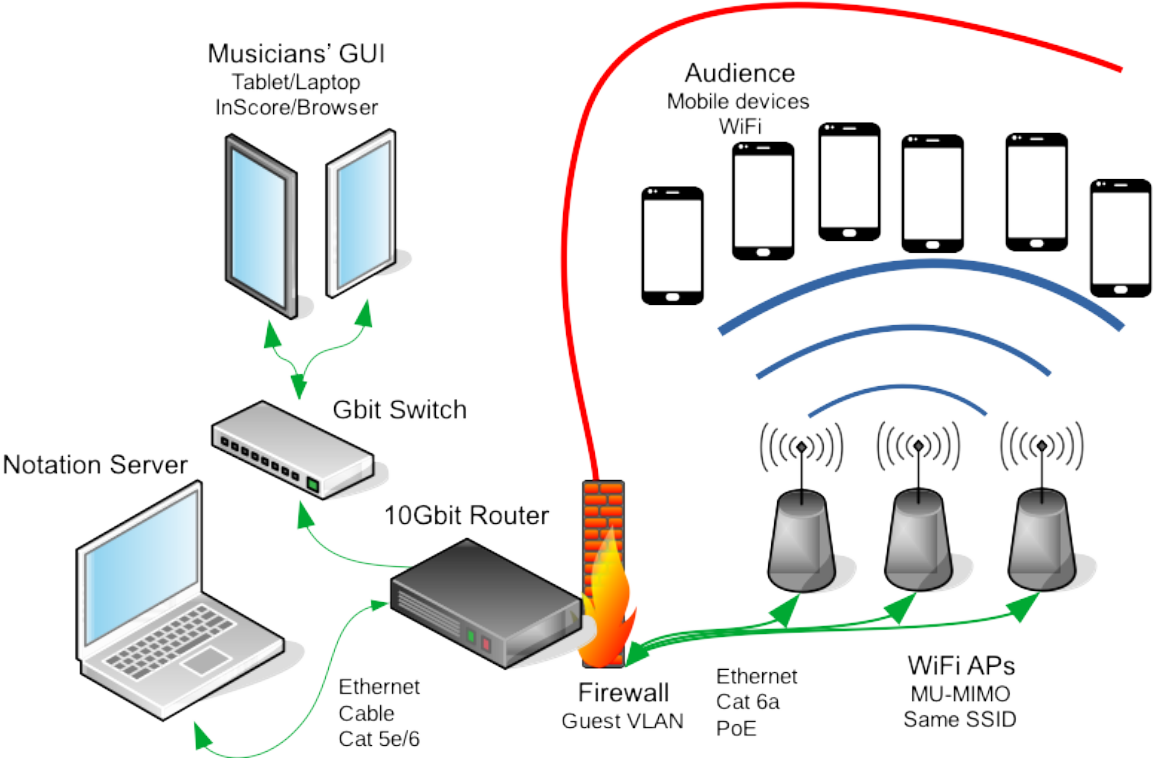 Musicians’ GUI
Tablet/Laptop
InScore/Browser
Audience
Mobile devices
WiFi
Gbit Switch
Notation Server
10Gbit Router
Ethernet
Cable
Cat 5e/6
Firewall
Guest VLAN
Ethernet
Cat 6a
PoE
WiFi APs
MU-MIMO
Same SSID